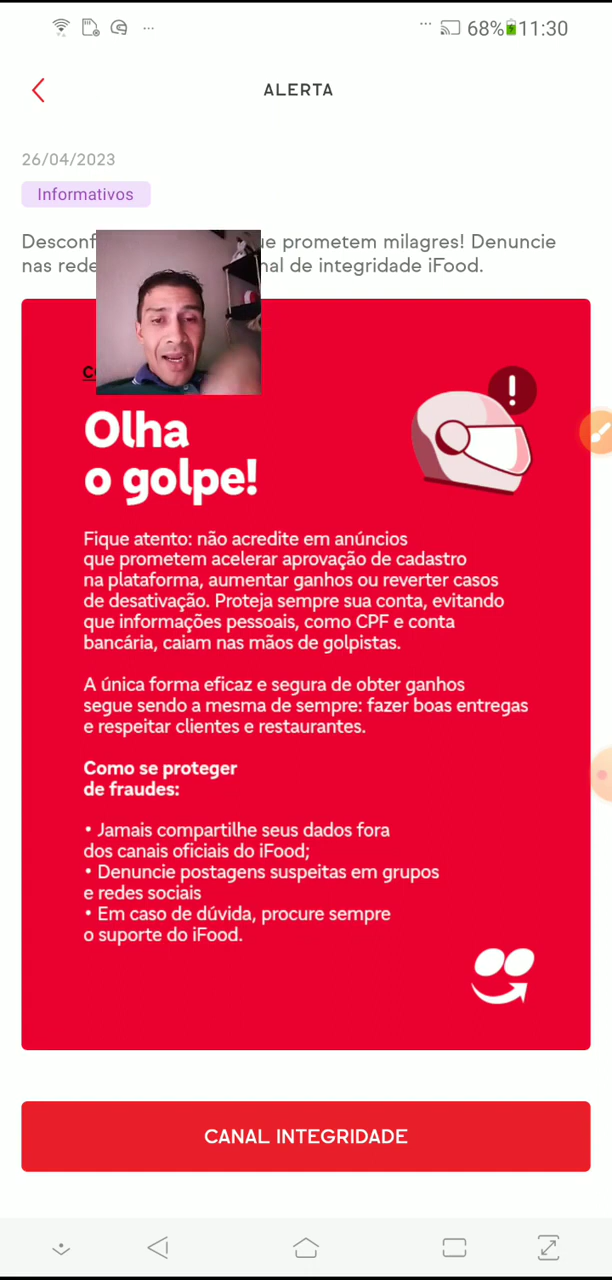 68% 11:30
ALERTA
26/04/2023
Informativos
prometem milagres! Denuncie
nas de integridade iFood.
Olha
o golpe!
Fique atento: não acredite em anúncios
que prometem acelerar aprovação de cadastro
na plataforma, aumentar ganhos ou reverter casos
de desativação. Proteja sempre sua conta, evitando
que informações pessoais, como CPF e conta
bancária, caiam nas mãos de golpistas.
A única forma eficaz e segura de obter ganhos
segue sendo a mesma de sempre: fazer boas entregas
e respeitar clientes e restaurantes.
Como se proteger
de fraudes:
• Jamais compartilhe seus dados fora
dos canais oficiais do iFood;
• Denuncie postagens suspeitas em grupos
e redes sociais
• Em caso de dúvida, procure sempre
o suporte do iFood.
CANAL INTEGRIDADE